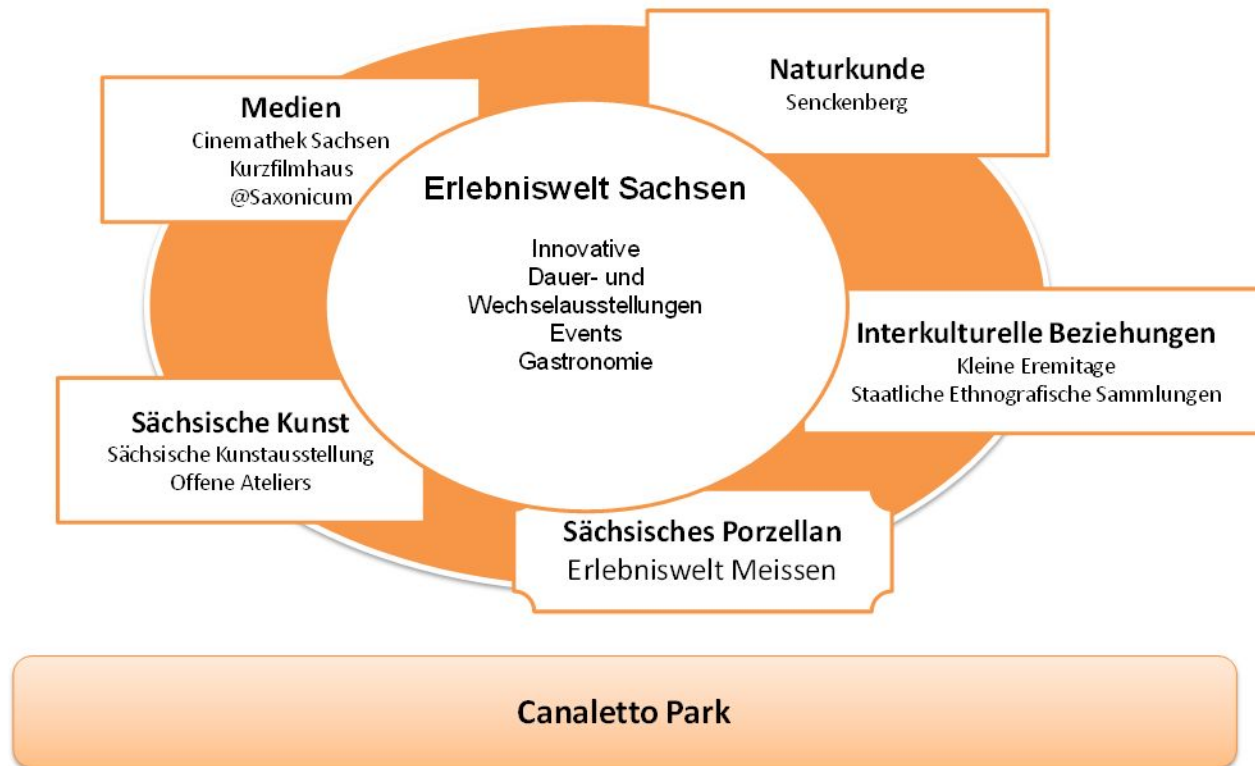 Naturkunde
Senckenberg
Medien
Cinemathek Sachsen
Kurzfilmhaus
@Saxonicum
Erlebniswelt Sachsen
Innovative
Dauer- und
Wechselausstellungen
Events
Gastronomie
Interkulturelle Beziehungen
Kleine Eremitage
Staatliche Ethnografische Sammlungen
Sächsische Kunst
Sächsische Kunstausstellung
Offene Ateliers
Sächsisches Porzellan
Erlebniswelt Meissen
Canaletto Park